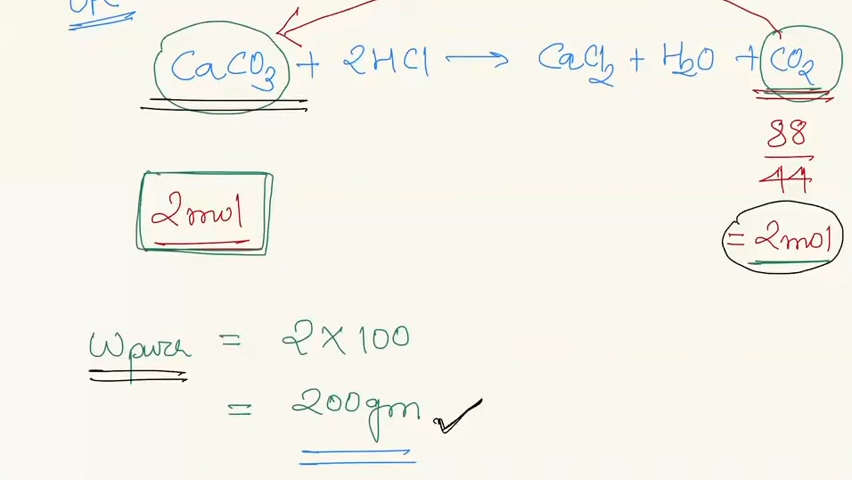 CaCO₃ + 2HCl → CaCl₂ + H₂O + CO₂
88
44
2mol
= 2mol
Wpure = 2 × 100
= 200gm ✓